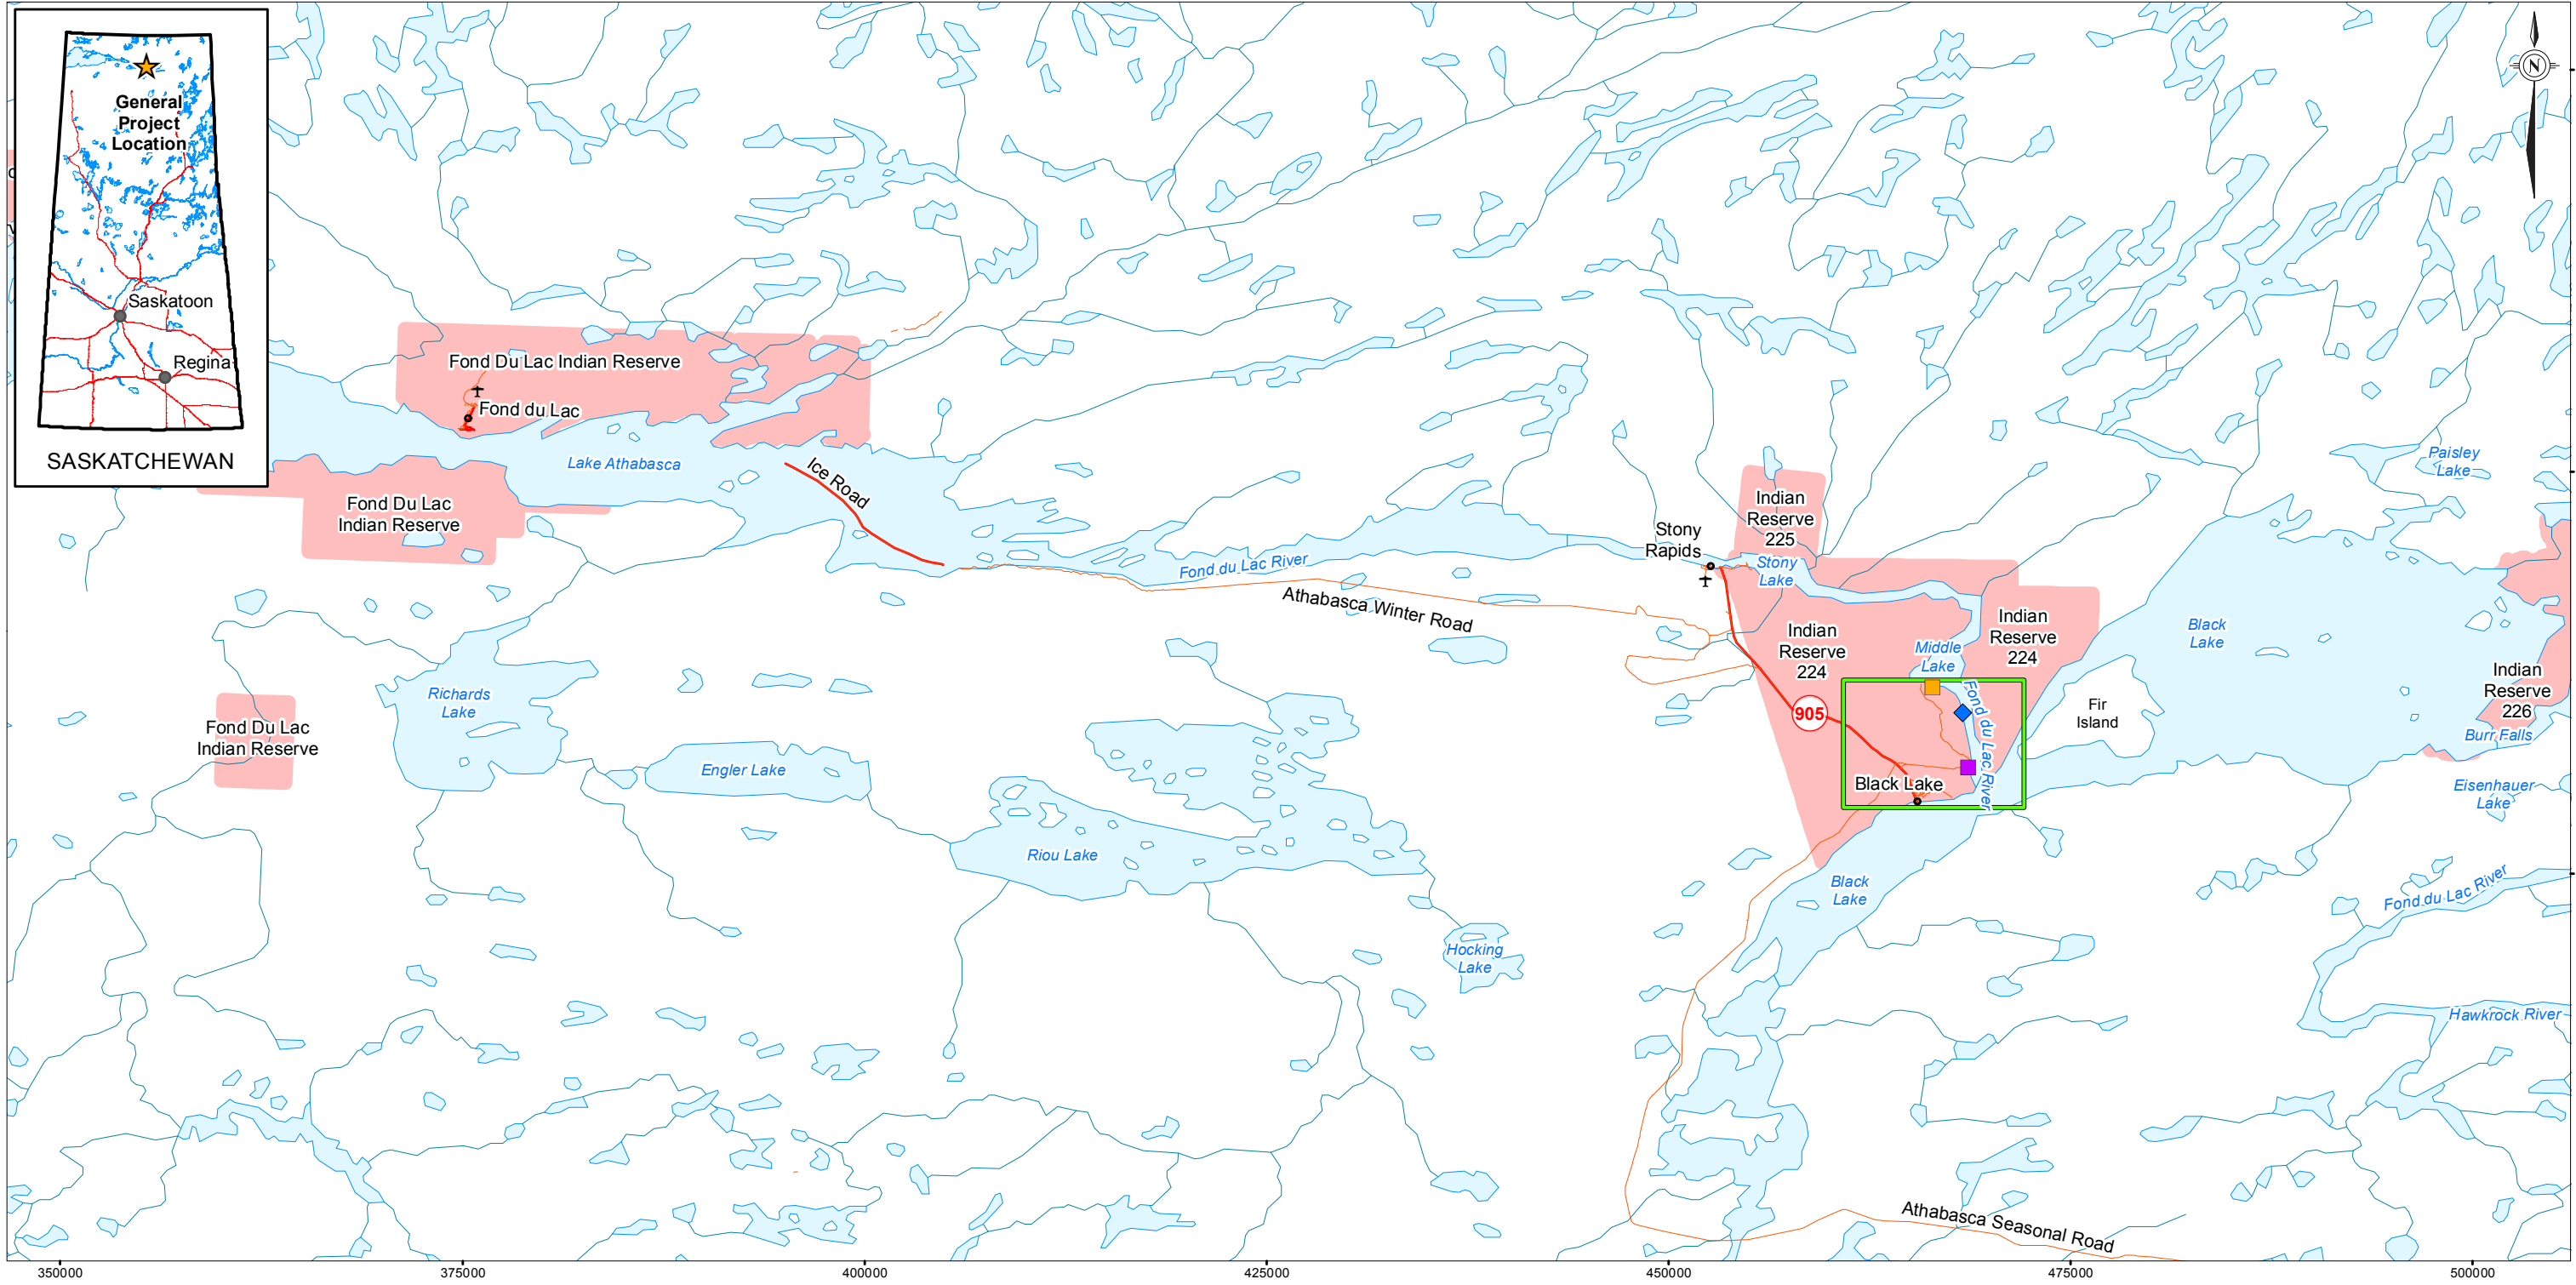 General
Project
Location
Saskatoon
Regina
SASKATCHEWAN
N
Fond Du Lac Indian Reserve
Fond du Lac
Lake Athabasca
Ice Road
Fond Du Lac
Indian Reserve
Paisley
Lake
Indian
Reserve
225
Stony
Rapids
Stony
Lake
Fond du Lac River
Athabasca Winter Road
Indian
Reserve
224
Middle
Lake
Indian
Reserve
224
Black
Lake
Indian
Reserve
226
Burr Falls
Fir
Island
905
Fond du Lac River
Black Lake
Richards
Lake
Fond Du Lac
Indian Reserve
Engler Lake
Riou Lake
Eisenhauer
Lake
Black
Lake
Fond du Lac River
Hocking
Lake
Hawkrock River
Athabasca Seasonal Road
350000
375000
400000
425000
450000
475000
500000